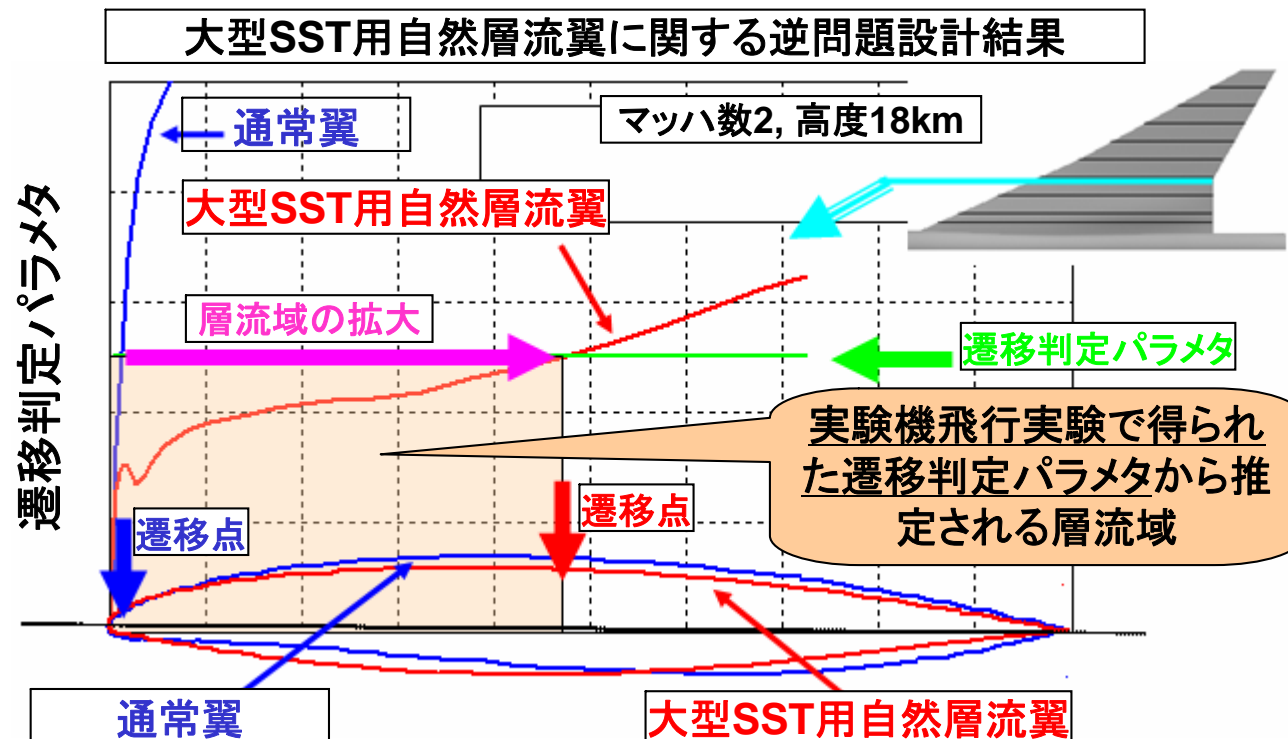 大型SST用自然層流翼に関する逆問題設計結果
通常翼
マッハ数2, 高度18km
大型SST用自然層流翼
遷移判定パラメタ
層流域の拡大
遷移判定パラメタ
実験機飛行実験で得られ
た遷移判定パラメタから推
定される層流域
遷移点
遷移点
通常翼
大型SST用自然層流翼